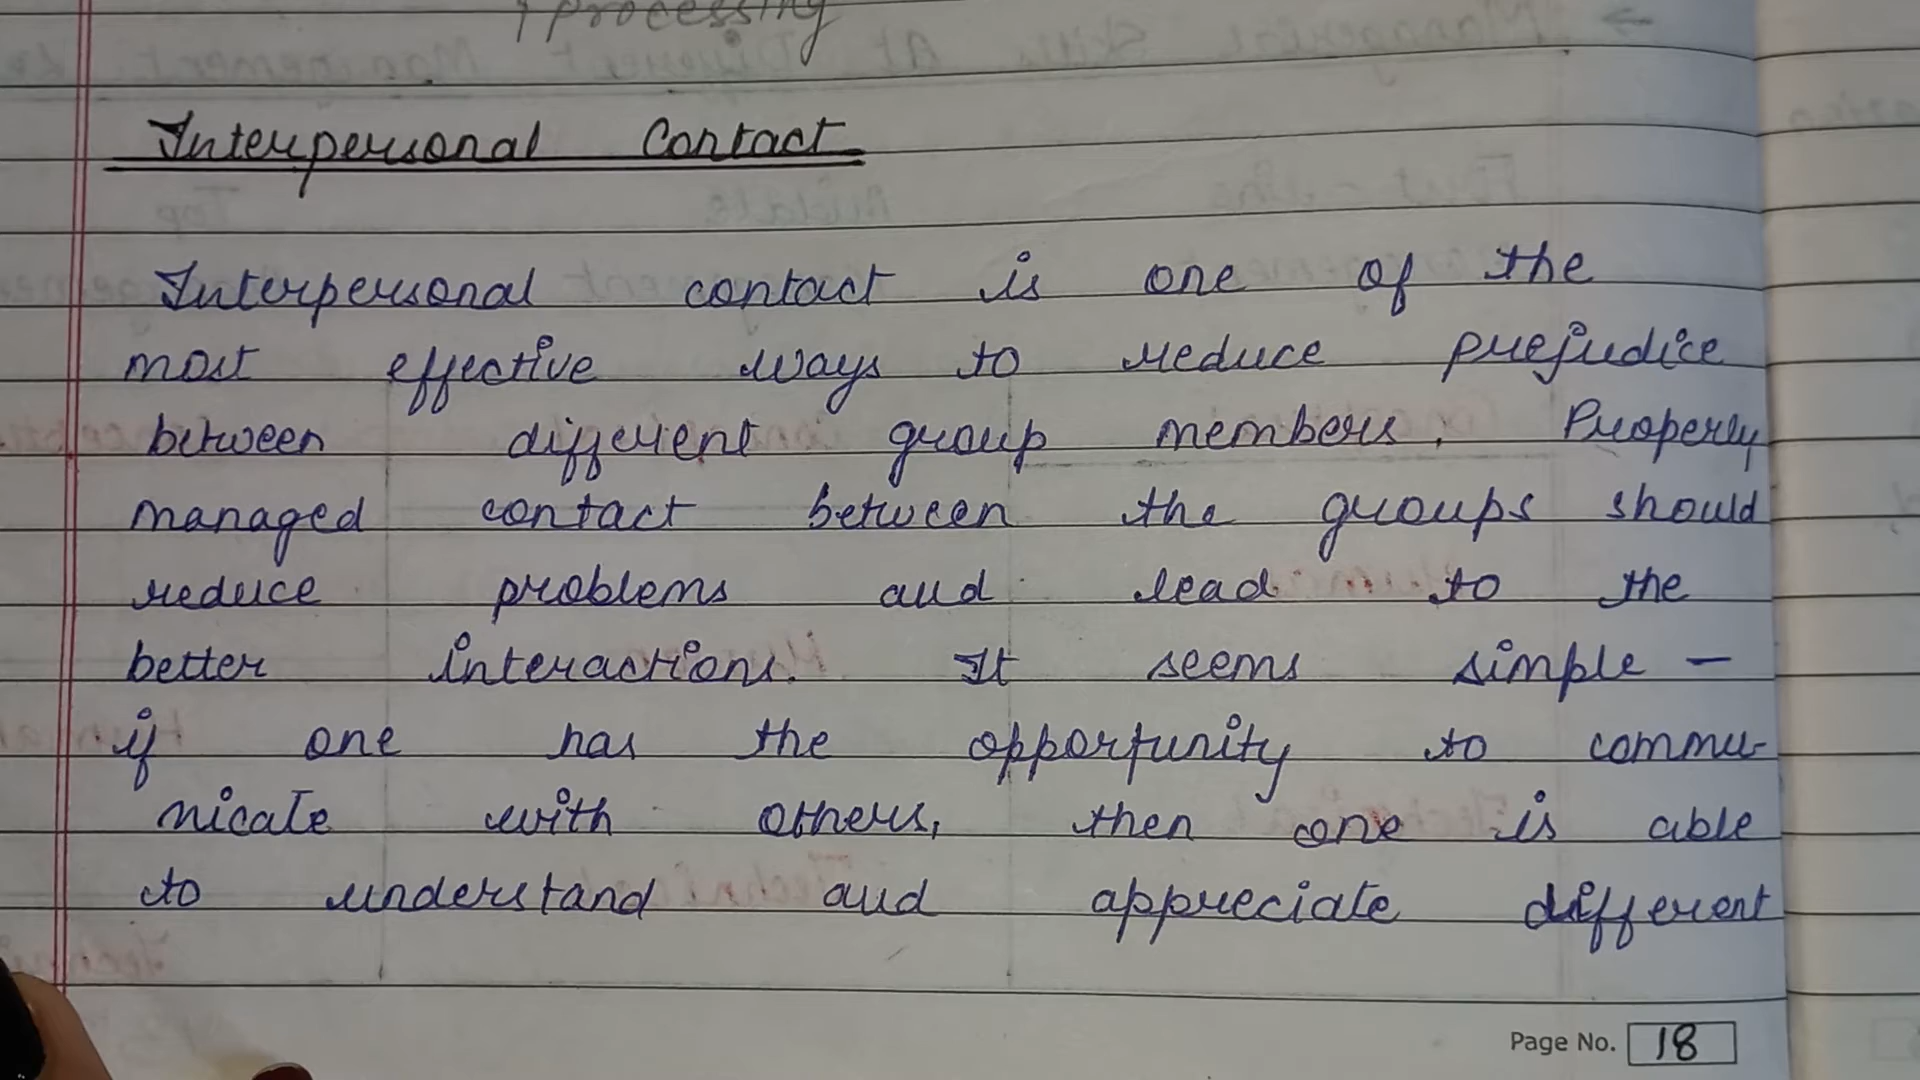 processing
Interpersonal Contact
Interpersonal contact is one of the
most effective ways to reduce prejudice
between different group members. Properly
managed contact between the groups should
reduce problems and lead to the
better interactions. It seems simple –
if one has the opportunity to commu-
nicate with others, then one is able
to understand and appreciate different
Page No. 18